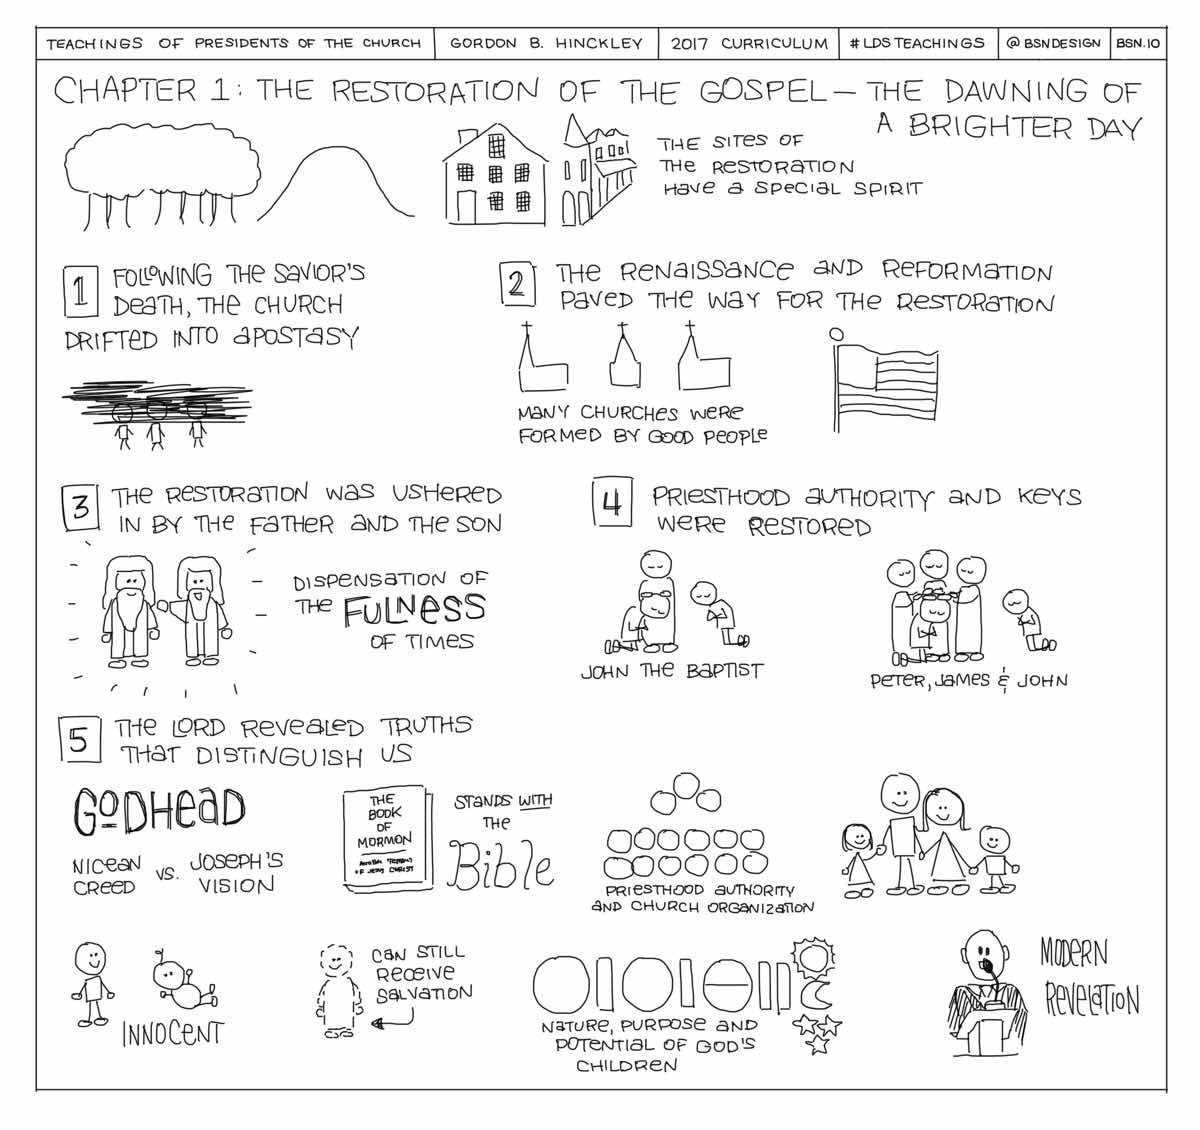 TEACHINGS OF PRESIDENTS OF THE CHURCH
GORDON B. HINCKLEY
2017 CURRICULUM
#LDSTEACHINGS
@BSNDESIGN
BSN.IO
CHAPTER 1: THE RESTORATION OF THE GOSPEL — THE DAWNING OF
A BRIGHTER DAY
THE SITES OF
THE RESTORATION
HAVE A SPECIAL SPIRIT
1
FOLLOWING THE SAVIOR'S
DEATH, THE CHURCH
DRIFTED INTO APOSTASY
2
THE RENAISSANCE AND REFORMATION
PAVED THE WAY FOR THE RESTORATION
MANY CHURCHES WERE
FORMED BY GOOD PEOPLE
3
THE RESTORATION WAS USHERED
IN BY THE FATHER AND THE SON
DISPENSATION OF
THE FULNESS
OF TIMES
4
PRIESTHOOD AUTHORITY AND KEYS
WERE RESTORED
JOHN THE BAPTIST
PETER, JAMES & JOHN
5
THE LORD REVEALED TRUTHS
THAT DISTINGUISH US
GODHEAD
NICEAN
CREED
VS.
JOSEPH'S
VISION
THE
BOOK
OF
MORMON
ANOTHER TESTAMENT
OF JESUS CHRIST
STANDS WITH
THE
Bible
PRIESTHOOD AUTHORITY
AND CHURCH ORGANIZATION
INNOCENT
CAN STILL
RECEIVE
SALVATION
NATURE, PURPOSE AND
POTENTIAL OF GOD'S
CHILDREN
MODERN
REVELATION